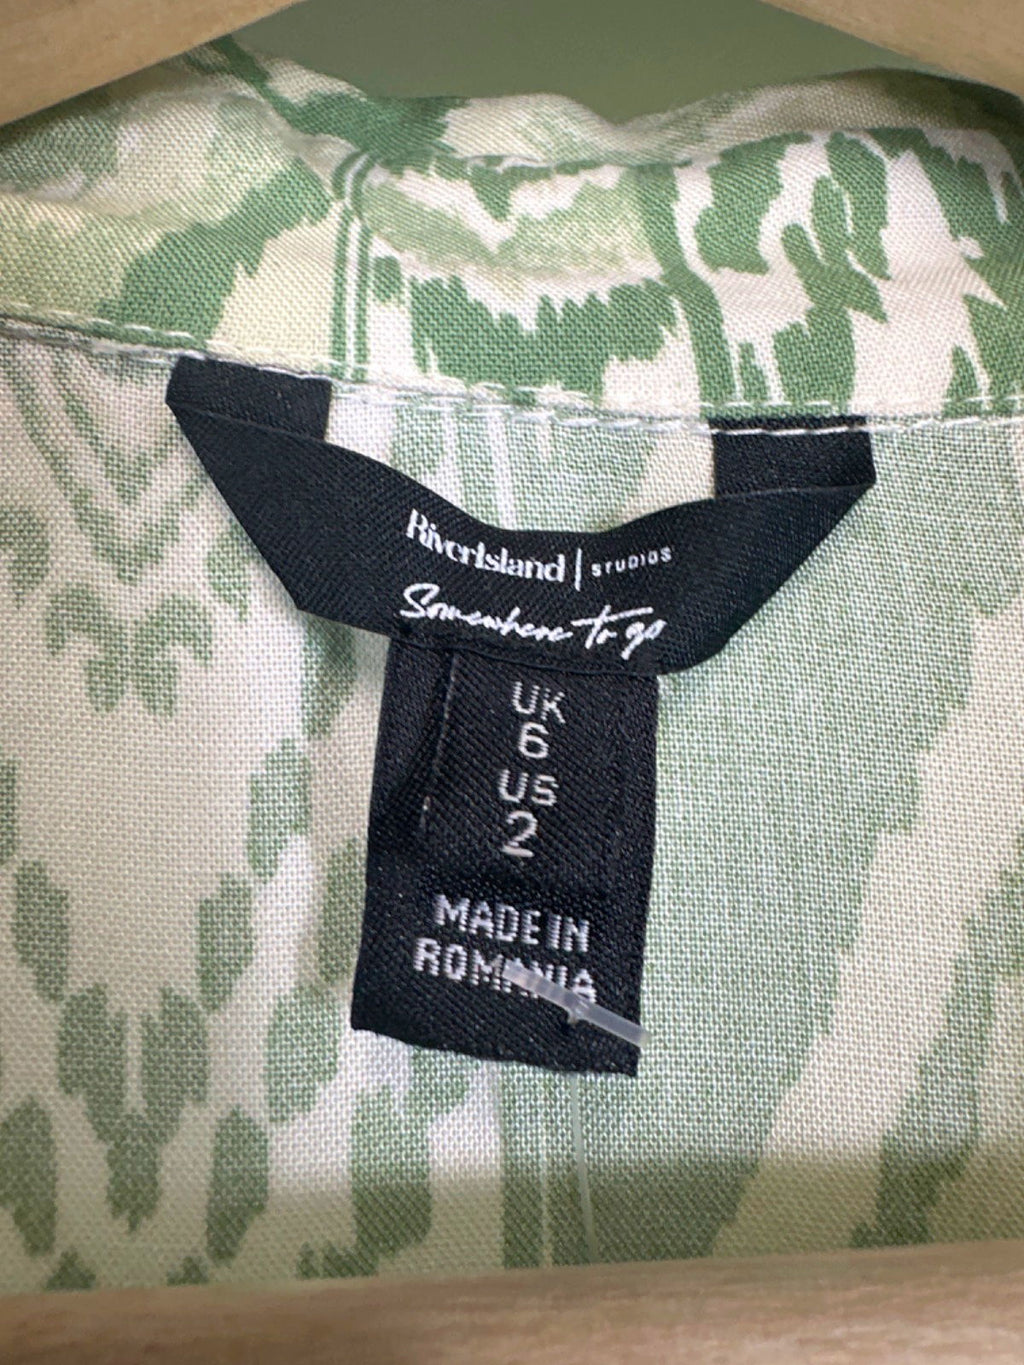 RiverIsland | STUDIOS
Somewhere to go
UK
6
US
2
MADE IN
ROMANIA